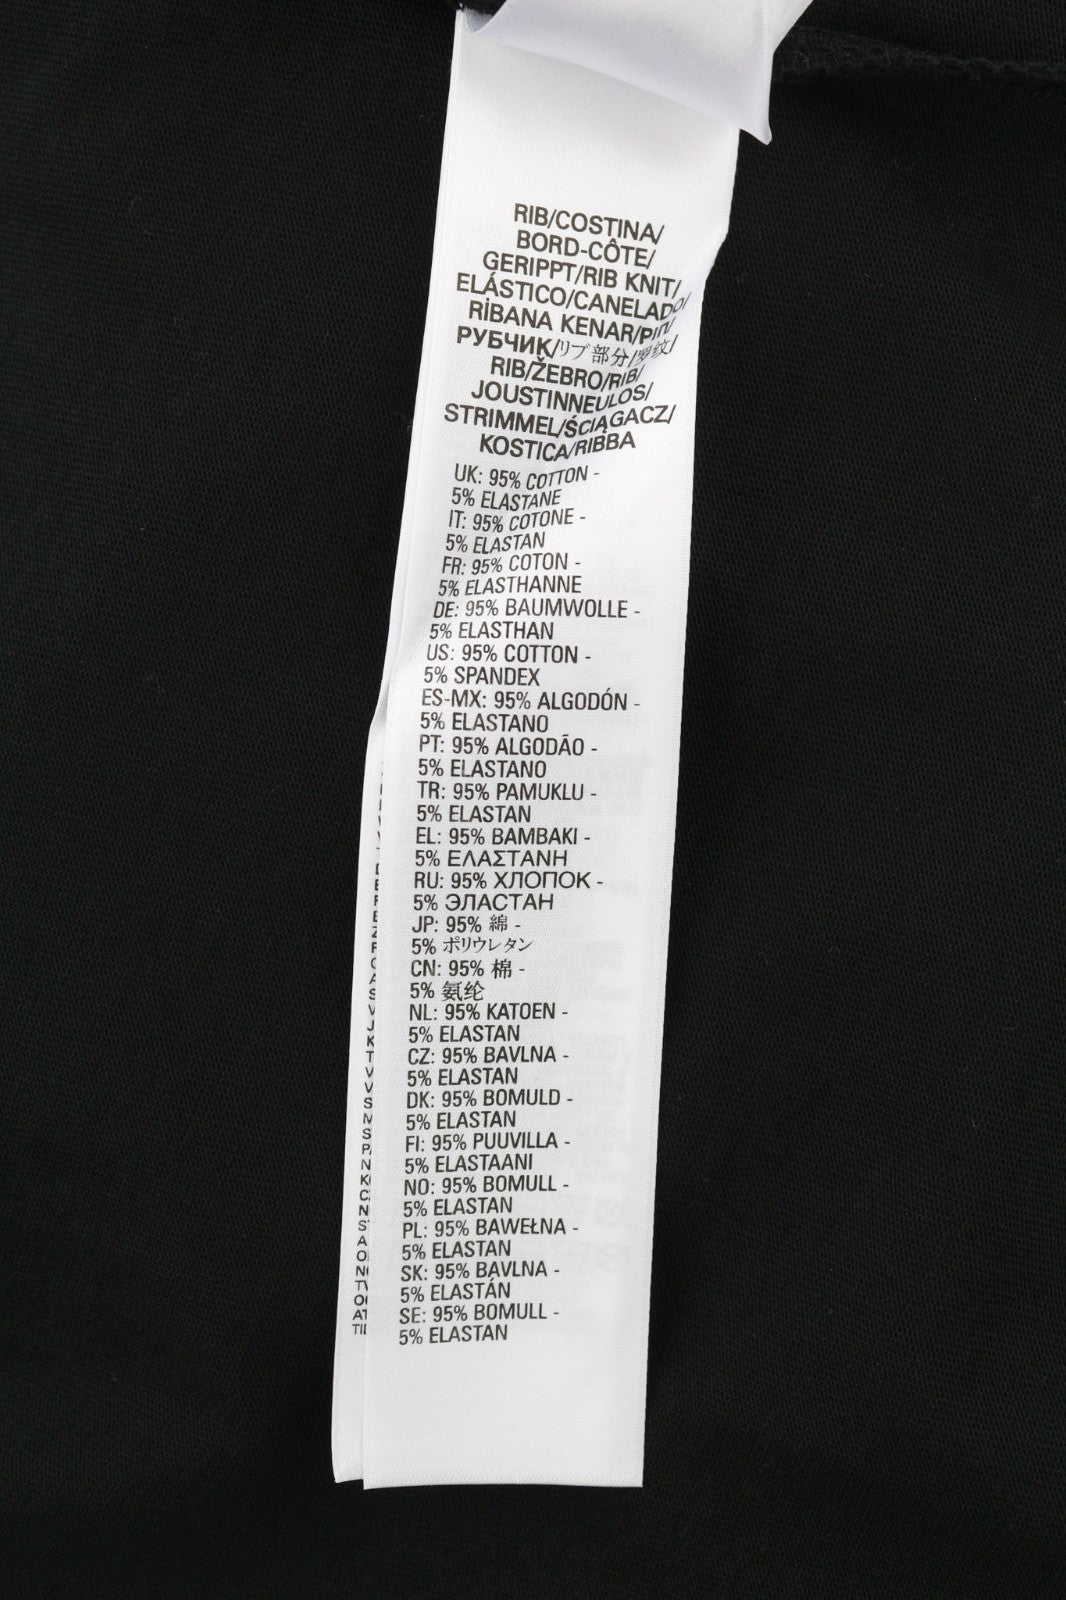 RIB/COSTINA/
BORD-CÔTE/
GERIPPT/RIB KNIT/
ELÁSTICO/CANELADO/
RİBANA KENAR/PITU/
РУБЧИК/リブ部分/罗纹/
RIB/ŽEBRO/RIB/
JOUSTINNEULOS/
STRIMMEL/ŚCIĄGACZ/
KOSTICA/RIBBA
UK: 95% COTTON -
5% ELASTANE
IT: 95% COTONE -
5% ELASTAN
FR: 95% COTON -
5% ELASTHANNE
DE: 95% BAUMWOLLE -
5% ELASTHAN
US: 95% COTTON -
5% SPANDEX
ES-MX: 95% ALGODÓN -
5% ELASTANO
PT: 95% ALGODÃO -
5% ELASTANO
TR: 95% PAMUKLU -
5% ELASTAN
EL: 95% ΒΑΜΒΑΚΙ -
5% ΕΛΑΣΤΑΝΗ
RU: 95% ХЛОПОК -
5% ЭЛАСТАН
JP: 95% 綿 -
5% ポリウレタン
CN: 95% 棉 -
5% 氨纶
NL: 95% KATOEN -
5% ELASTAN
CZ: 95% BAVLNA -
5% ELASTAN
DK: 95% BOMULD -
5% ELASTAN
FI: 95% PUUVILLA -
5% ELASTAANI
NO: 95% BOMULL -
5% ELASTAN
PL: 95% BAWEŁNA -
5% ELASTAN
SK: 95% BAVLNA -
5% ELASTÁN
SE: 95% BOMULL -
5% ELASTAN